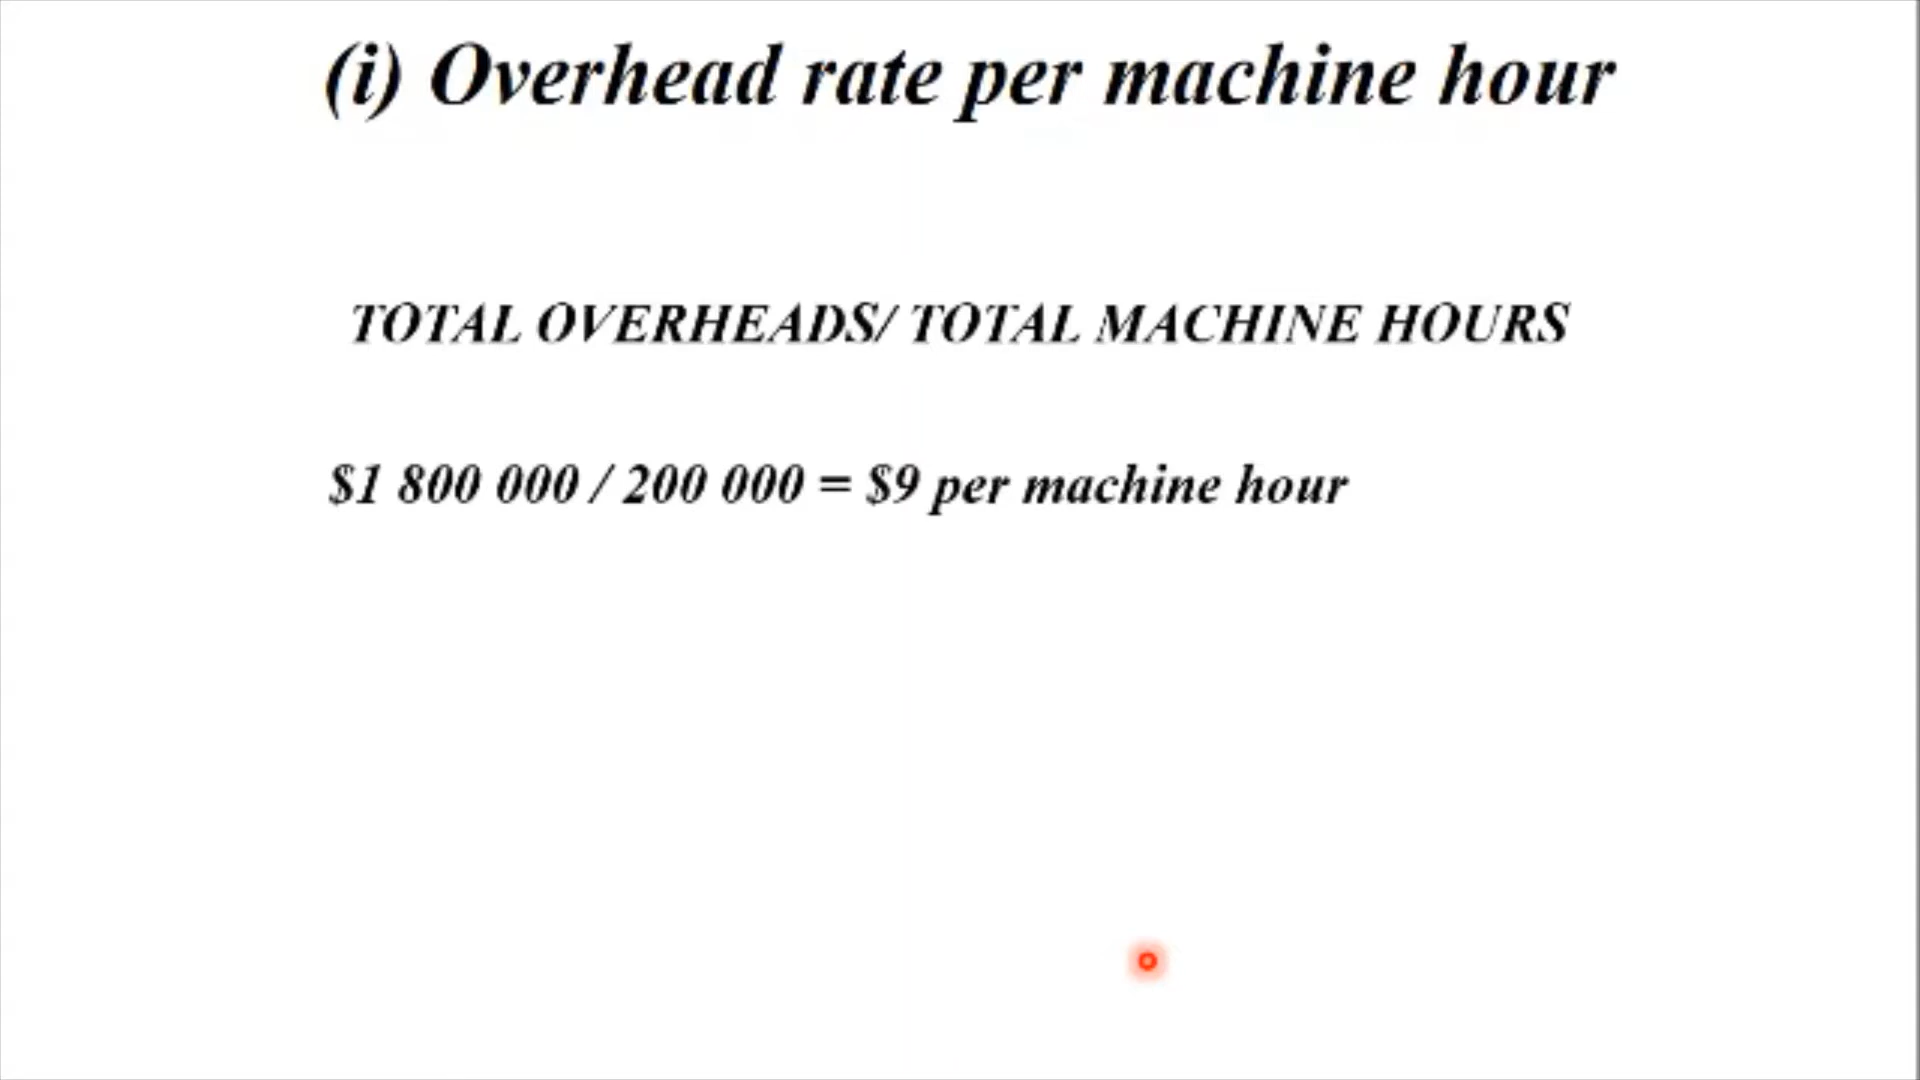 (i) Overhead rate per machine hour
TOTAL OVERHEADS/ TOTAL MACHINE HOURS
$1 800 000 / 200 000 = $9 per machine hour